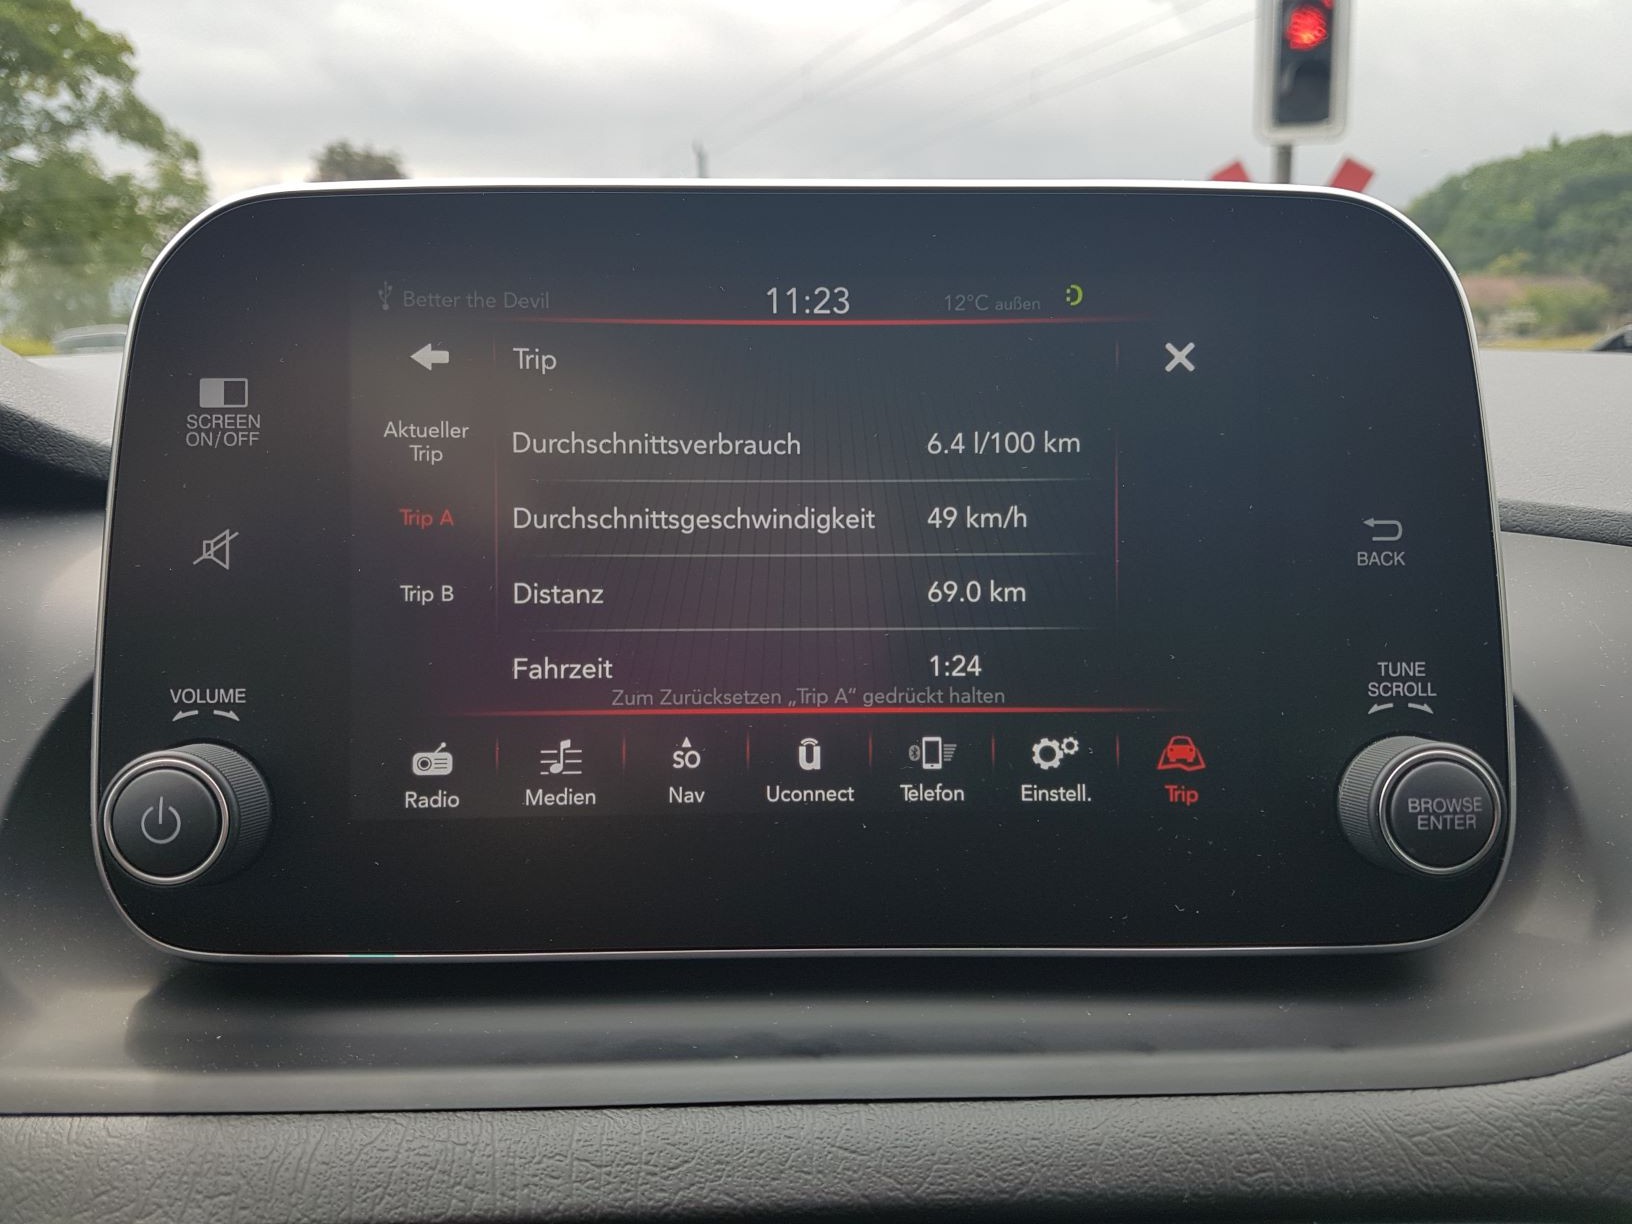 Better the Devil
11:23
12°C außen
Trip
SCREEN
ON/OFF
Aktueller
Trip
Durchschnittsverbrauch 6.4 l/100 km
Trip A
Durchschnittsgeschwindigkeit 49 km/h
BACK
Trip B
Distanz 69.0 km
Fahrzeit 1:24
Zum Zurücksetzen „Trip A“ gedrückt halten
VOLUME
TUNE
SCROLL
Radio
Medien
Nav
Uconnect
Telefon
Einstell.
Trip
BROWSE
ENTER